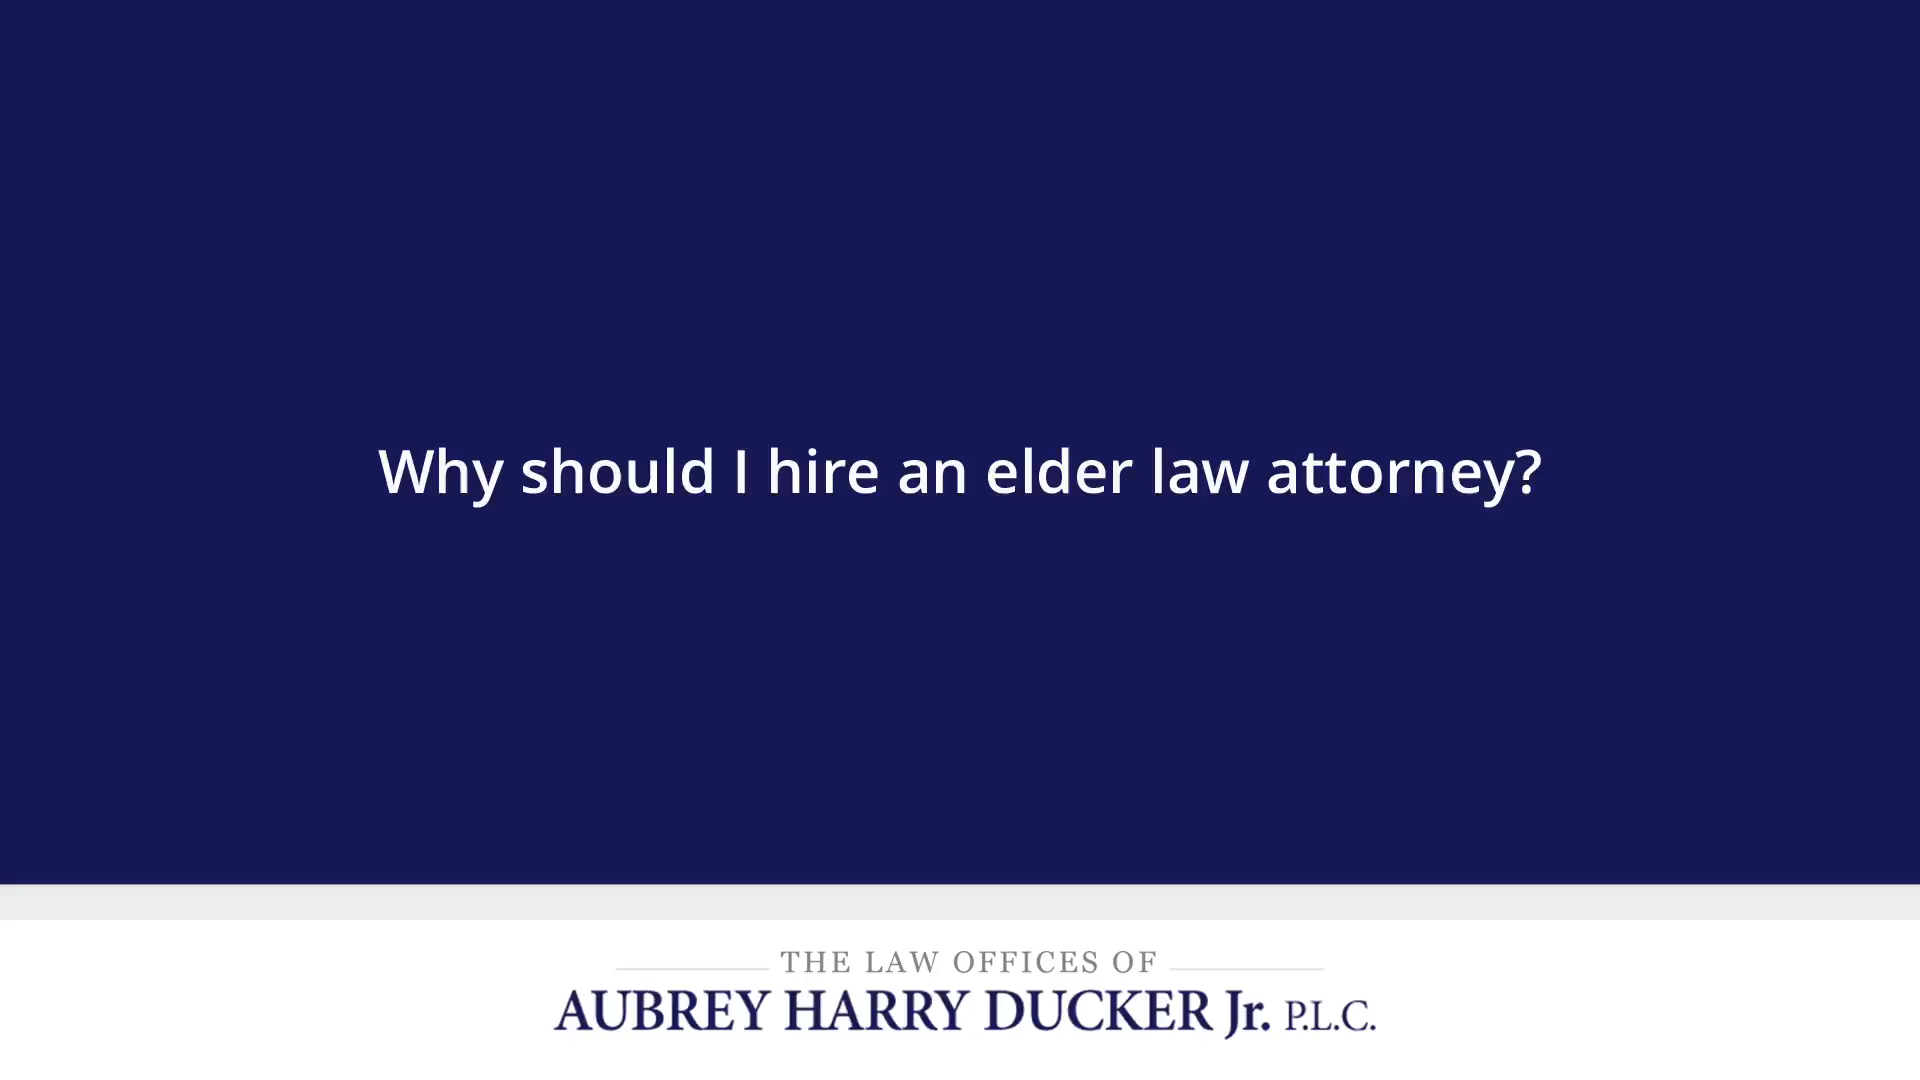 Why should I hire an elder law attorney?
THE LAW OFFICES OF
AUBREY HARRY DUCKER Jr. P.L.C.